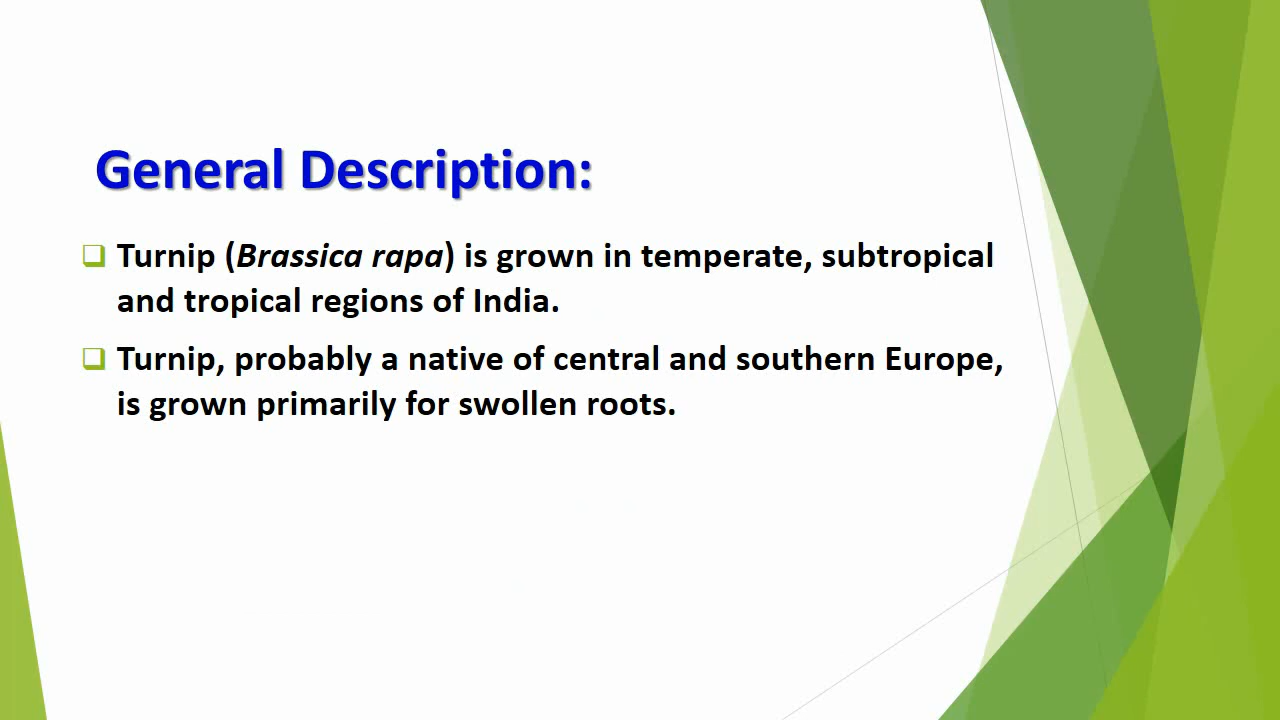 General Description:
Turnip (Brassica rapa) is grown in temperate, subtropical
and tropical regions of India.
Turnip, probably a native of central and southern Europe,
is grown primarily for swollen roots.